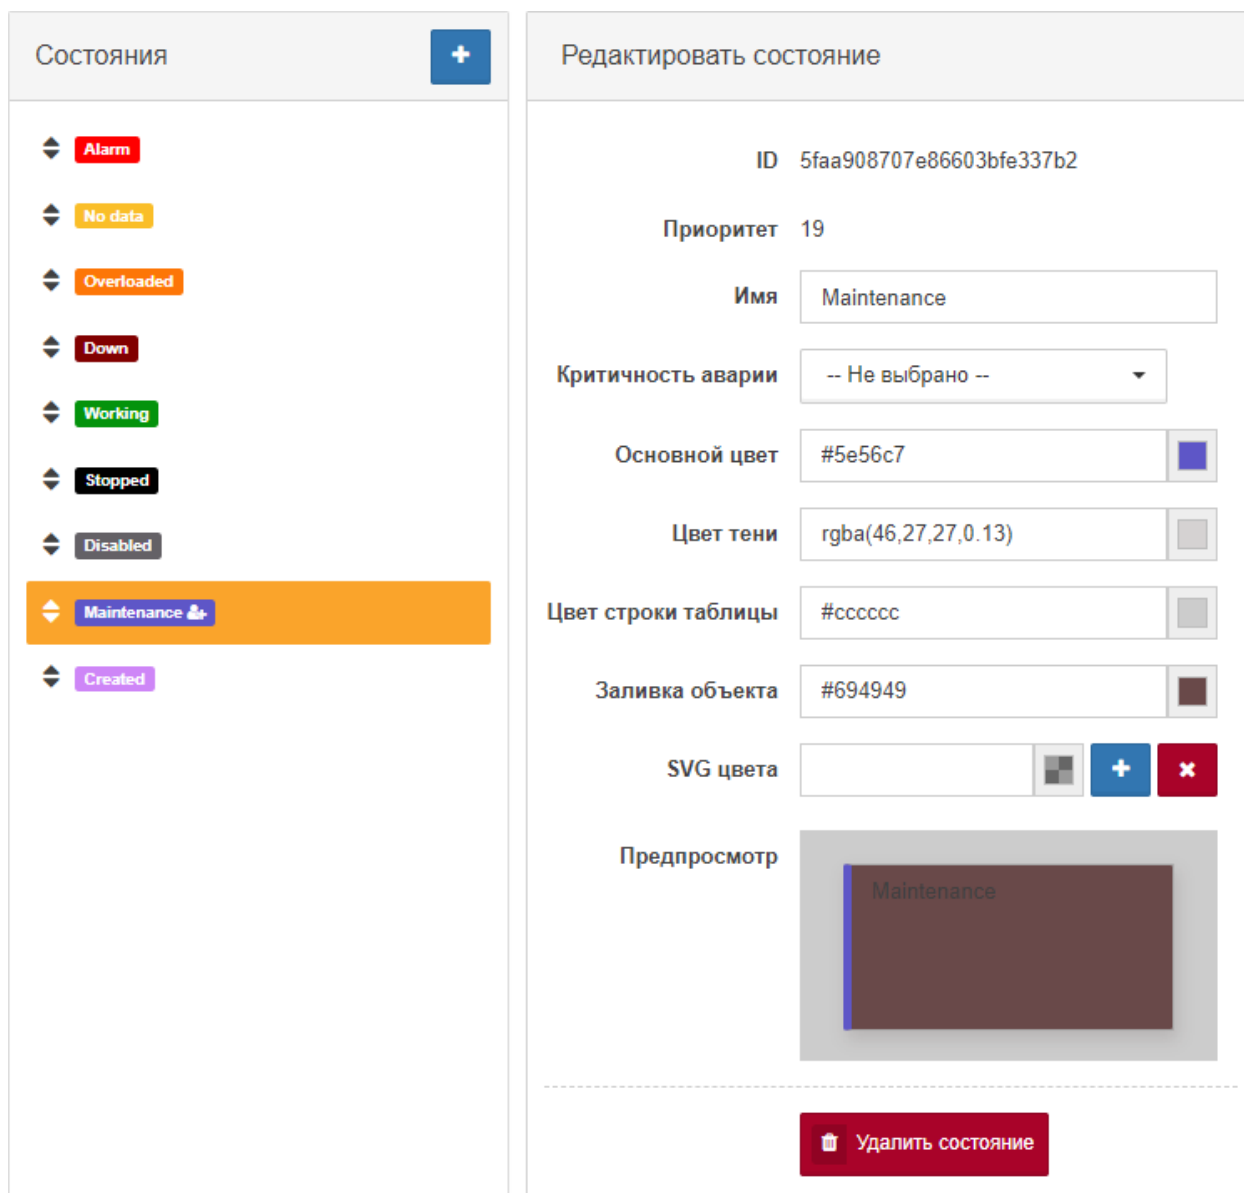 Состояния
Alarm
No data
Overloaded
Down
Working
Stopped
Disabled
Maintenance
Created
Редактировать состояние
ID 5faa908707e86603bfe337b2
Приоритет 19
Имя Maintenance
Критичность аварии -- Не выбрано --
Основной цвет #5e56c7
Цвет тени rgba(46,27,27,0.13)
Цвет строки таблицы #cccccc
Заливка объекта #694949
SVG цвета
Предпросмотр
Maintenance
Удалить состояние